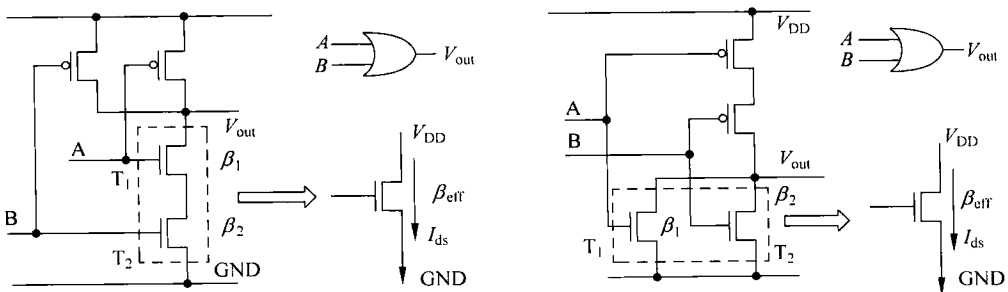 A
B
V_out
V_out
A
T_1
β_1
B
β_2
T_2
GND
V_DD
β_eff
I_ds
GND
V_DD
A
B
V_out
A
B
V_out
β_2
T_1
β_1
T_2
V_DD
β_eff
I_ds
GND